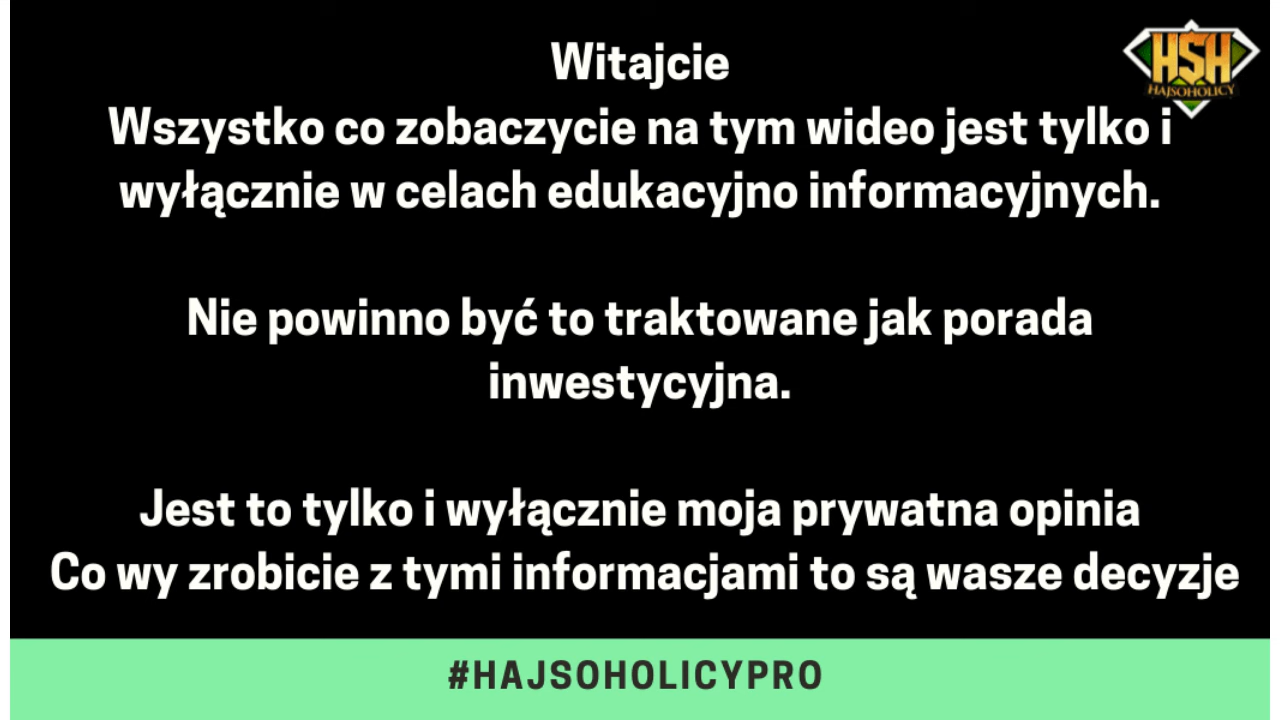 Witajcie
Wszystko co zobaczycie na tym wideo jest tylko i
wyłącznie w celach edukacyjno informacyjnych.
Nie powinno być to traktowane jak porada
inwestycyjna.
Jest to tylko i wyłącznie moja prywatna opinia
Co wy zrobicie z tymi informacjami to są wasze decyzje
H$H
HAJSOHOLICY
#HAJSOHOLICYPRO